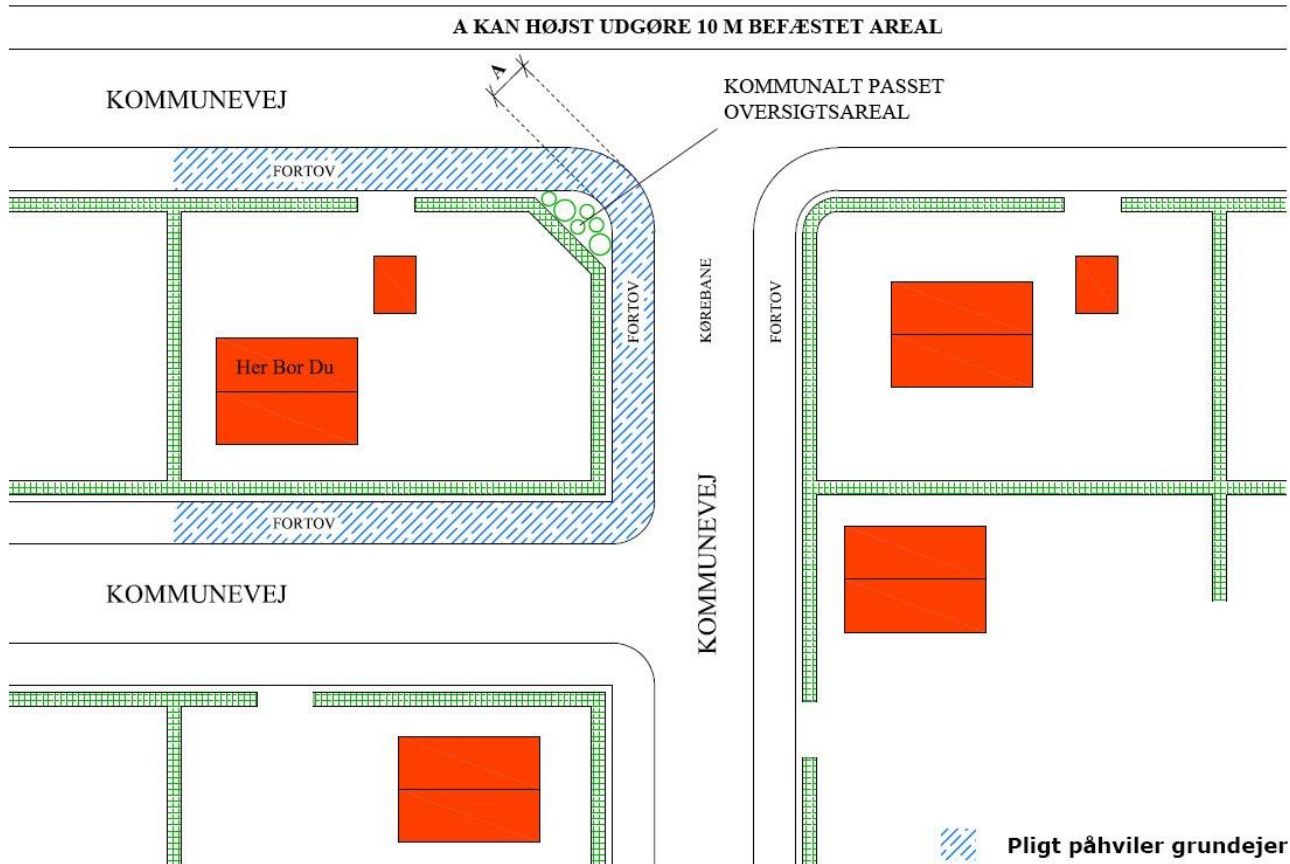 A KAN HØJST UDGØRE 10 M BEFÆSTET AREAL
A
KOMMUNEVEJ
KOMMUNALT PASSET
OVERSIGTSAREAL
FORTOV
FORTOV
KØREBANE
FORTOV
Her Bor Du
FORTOV
KOMMUNEVEJ
KOMMUNEVEJ
Pligt påhviler grundejer